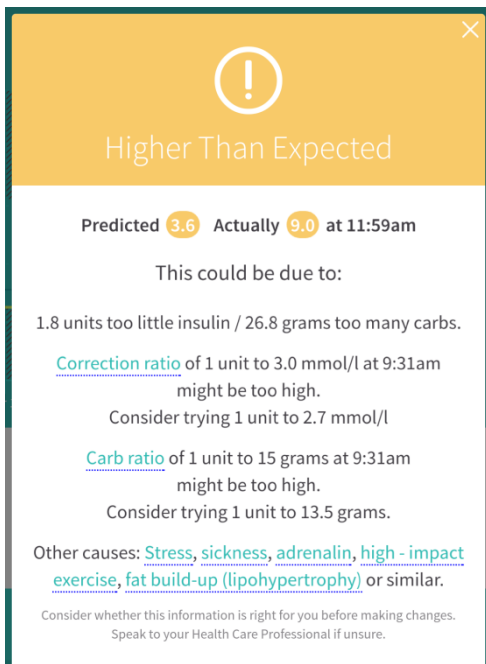 Higher Than Expected
Predicted 3.6 Actually 9.0 at 11:59am
This could be due to:
1.8 units too little insulin / 26.8 grams too many carbs.
Correction ratio of 1 unit to 3.0 mmol/l at 9:31am
might be too high.
Consider trying 1 unit to 2.7 mmol/l
Carb ratio of 1 unit to 15 grams at 9:31am
might be too high.
Consider trying 1 unit to 13.5 grams.
Other causes: Stress, sickness, adrenalin, high - impact
exercise, fat build-up (lipohypertrophy) or similar.
Consider whether this information is right for you before making changes.
Speak to your Health Care Professional if unsure.